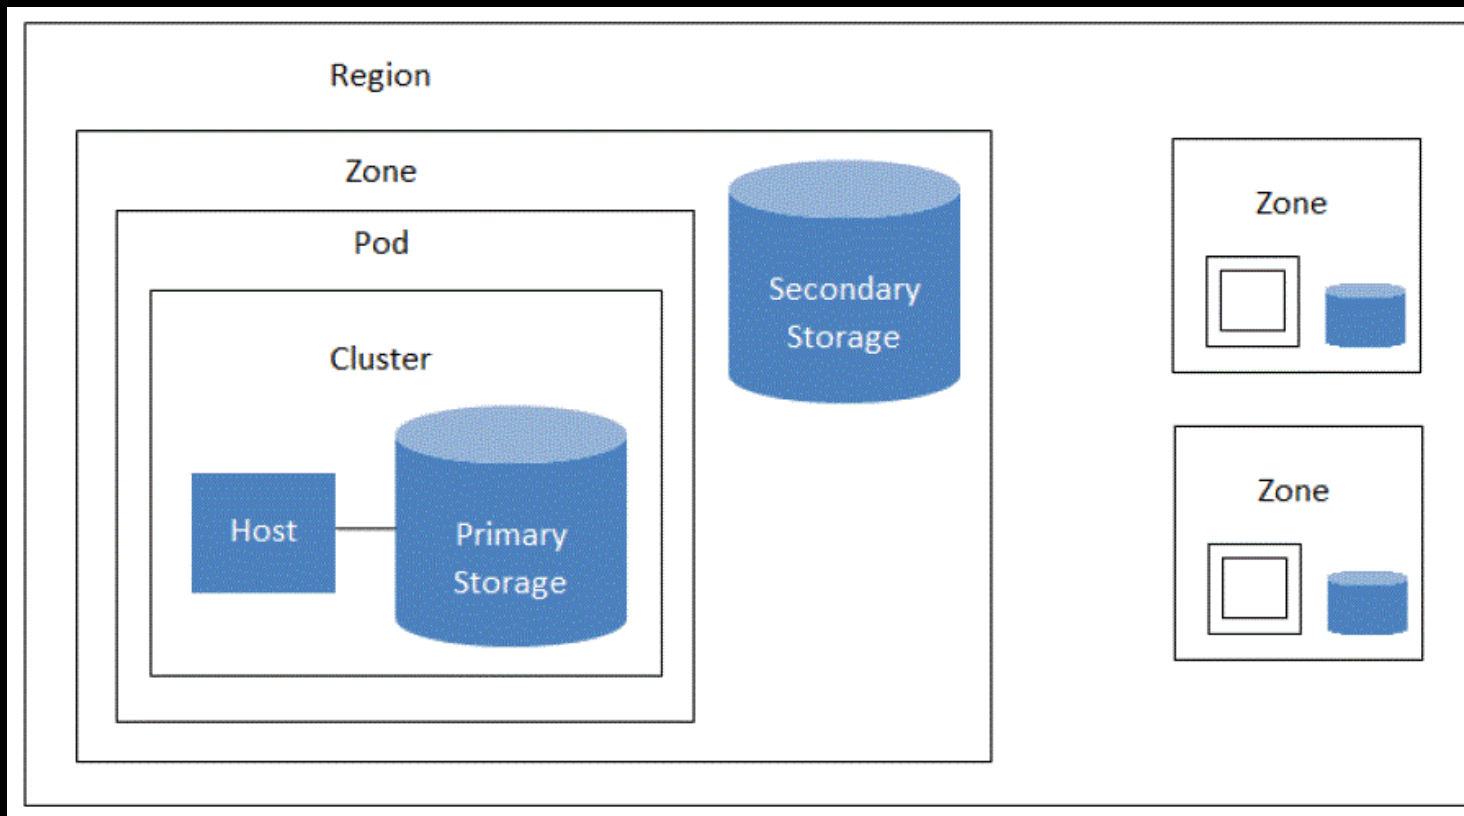 Region
Zone
Pod
Cluster
Host
Primary
Storage
Secondary
Storage
Zone
Zone